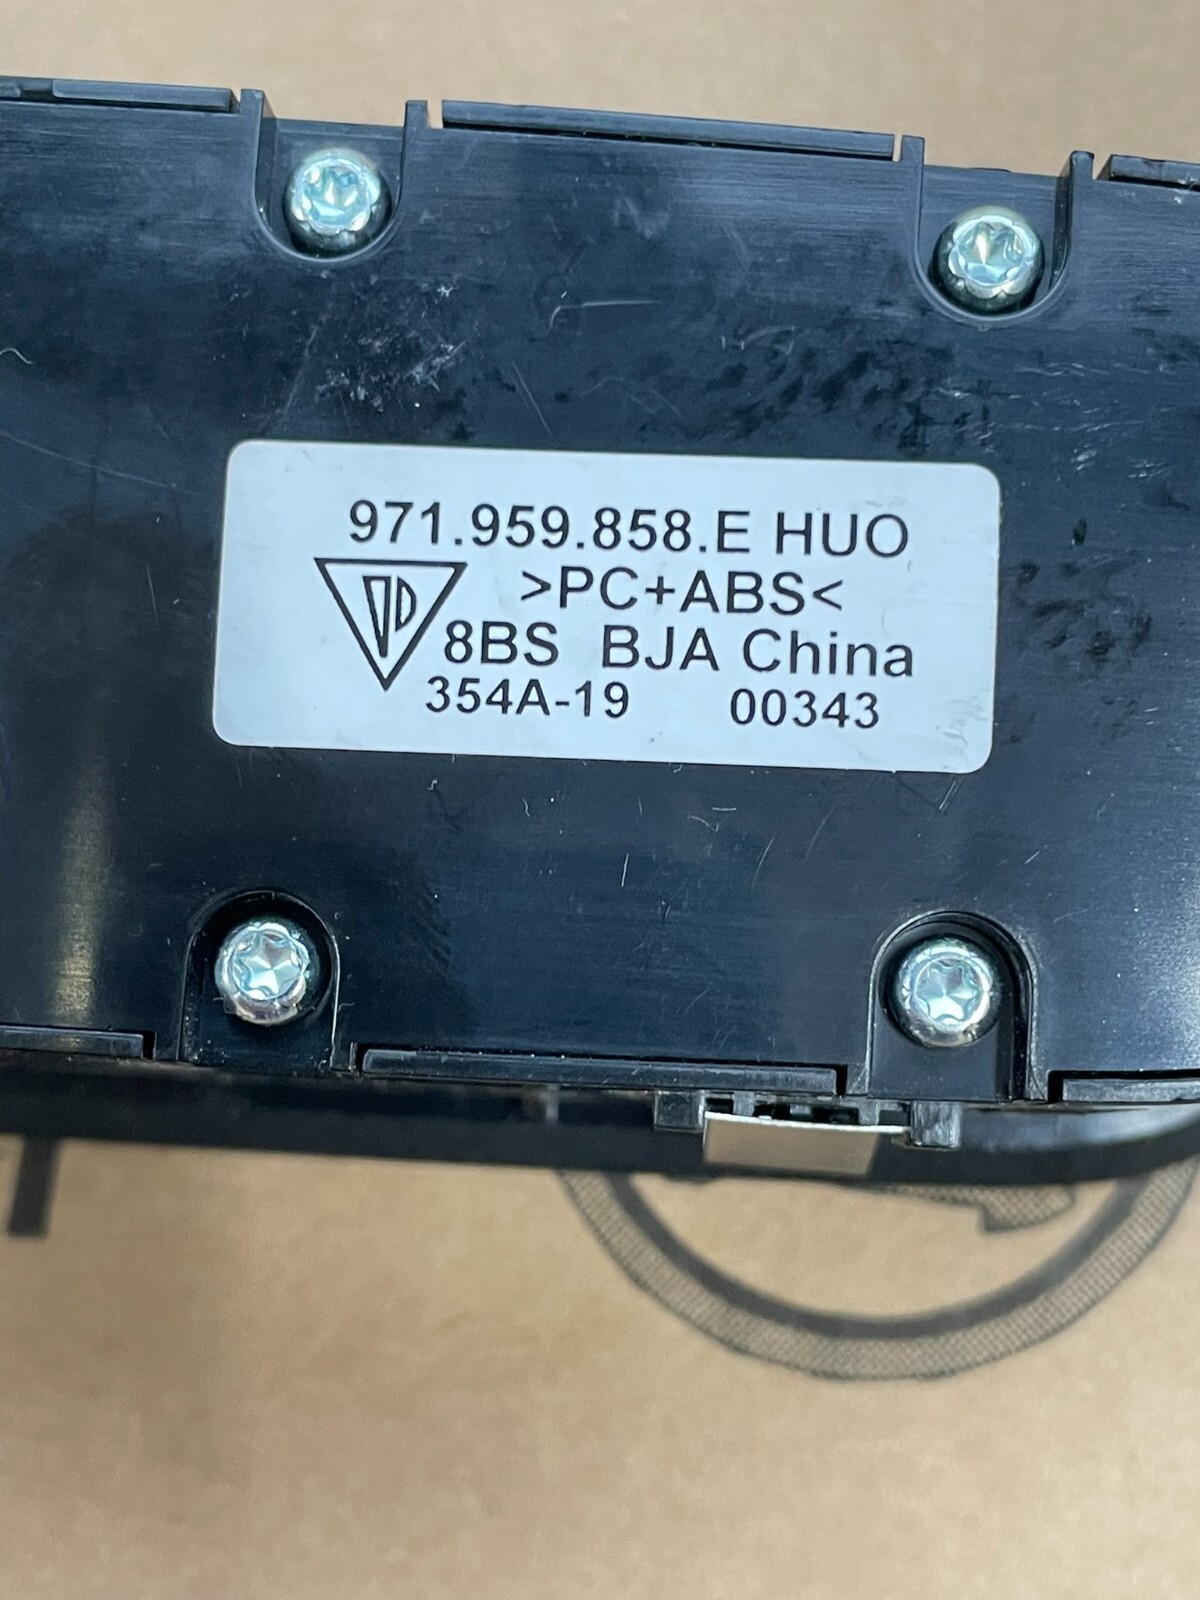 971.959.858.E HUO
>PC+ABS<
8BS BJA China
354A-19 00343